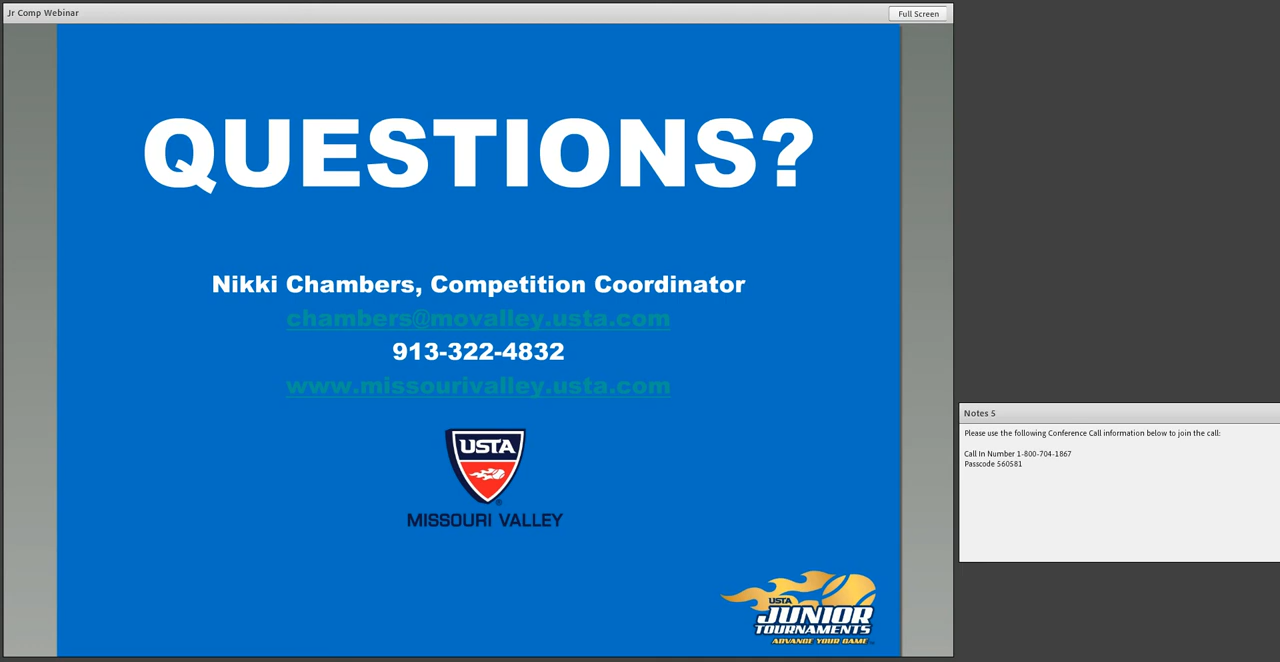 Jr Comp Webinar
Full Screen
QUESTIONS?
Nikki Chambers, Competition Coordinator
chambers@movalley.usta.com
913-322-4832
www.missourivalley.usta.com
USTA
MISSOURI VALLEY
USTA
JUNIOR
TOURNAMENTS
ADVANCE YOUR GAME
Notes 5
Please use the following Conference Call information below to join the call:
Call In Number 1-800-704-1867
Passcode 560581